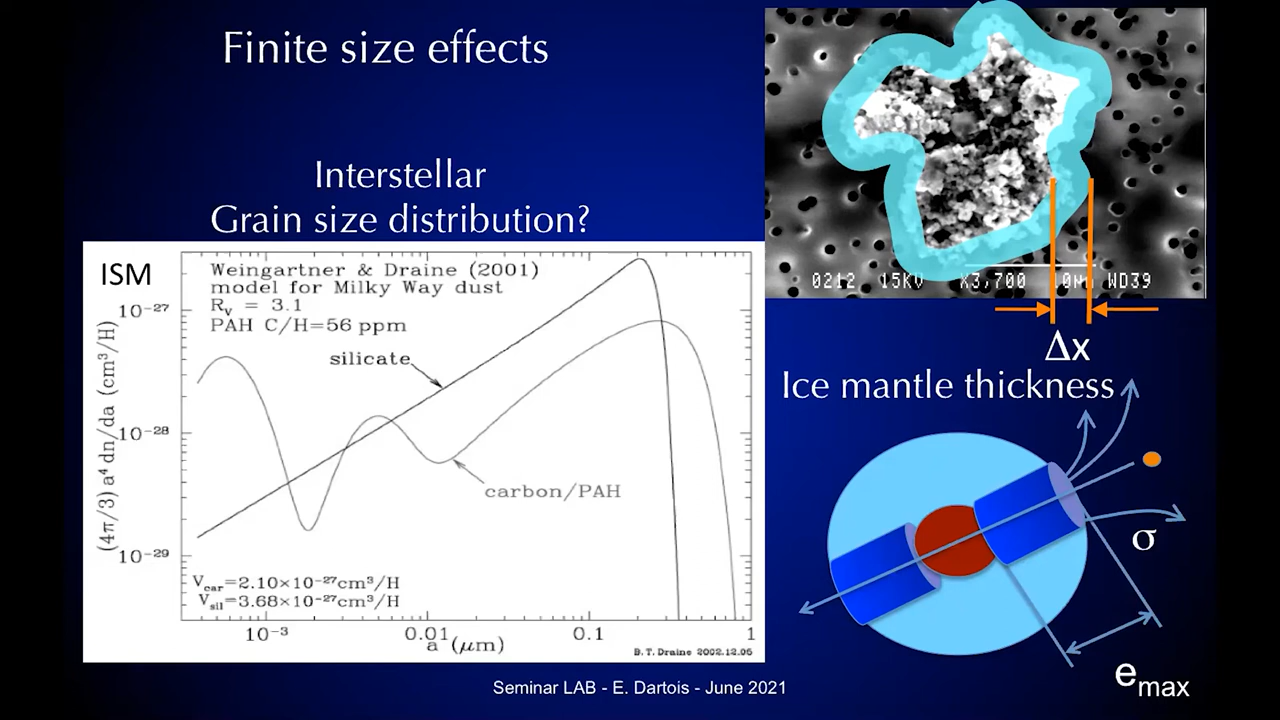 Finite size effects
Interstellar
Grain size distribution?
ISM
Weingartner & Draine (2001)
model for Milky Way dust
R_V = 3.1
PAH C/H=56 ppm
silicate
carbon/PAH
V_car=2.10×10⁻²⁷cm³/H
V_sil=3.68×10⁻²⁷cm³/H
(4π/3) a⁴ dn/da (cm³/H)
10⁻²⁷
10⁻²⁸
10⁻²⁹
10⁻³
0.01
0.1
1
a (μm)
B.T. Draine 2002.12.06
0212 15KV X3,700 10μm WD39
Δx
Ice mantle thickness
σ
e_max
Seminar LAB - E. Dartois - June 2021